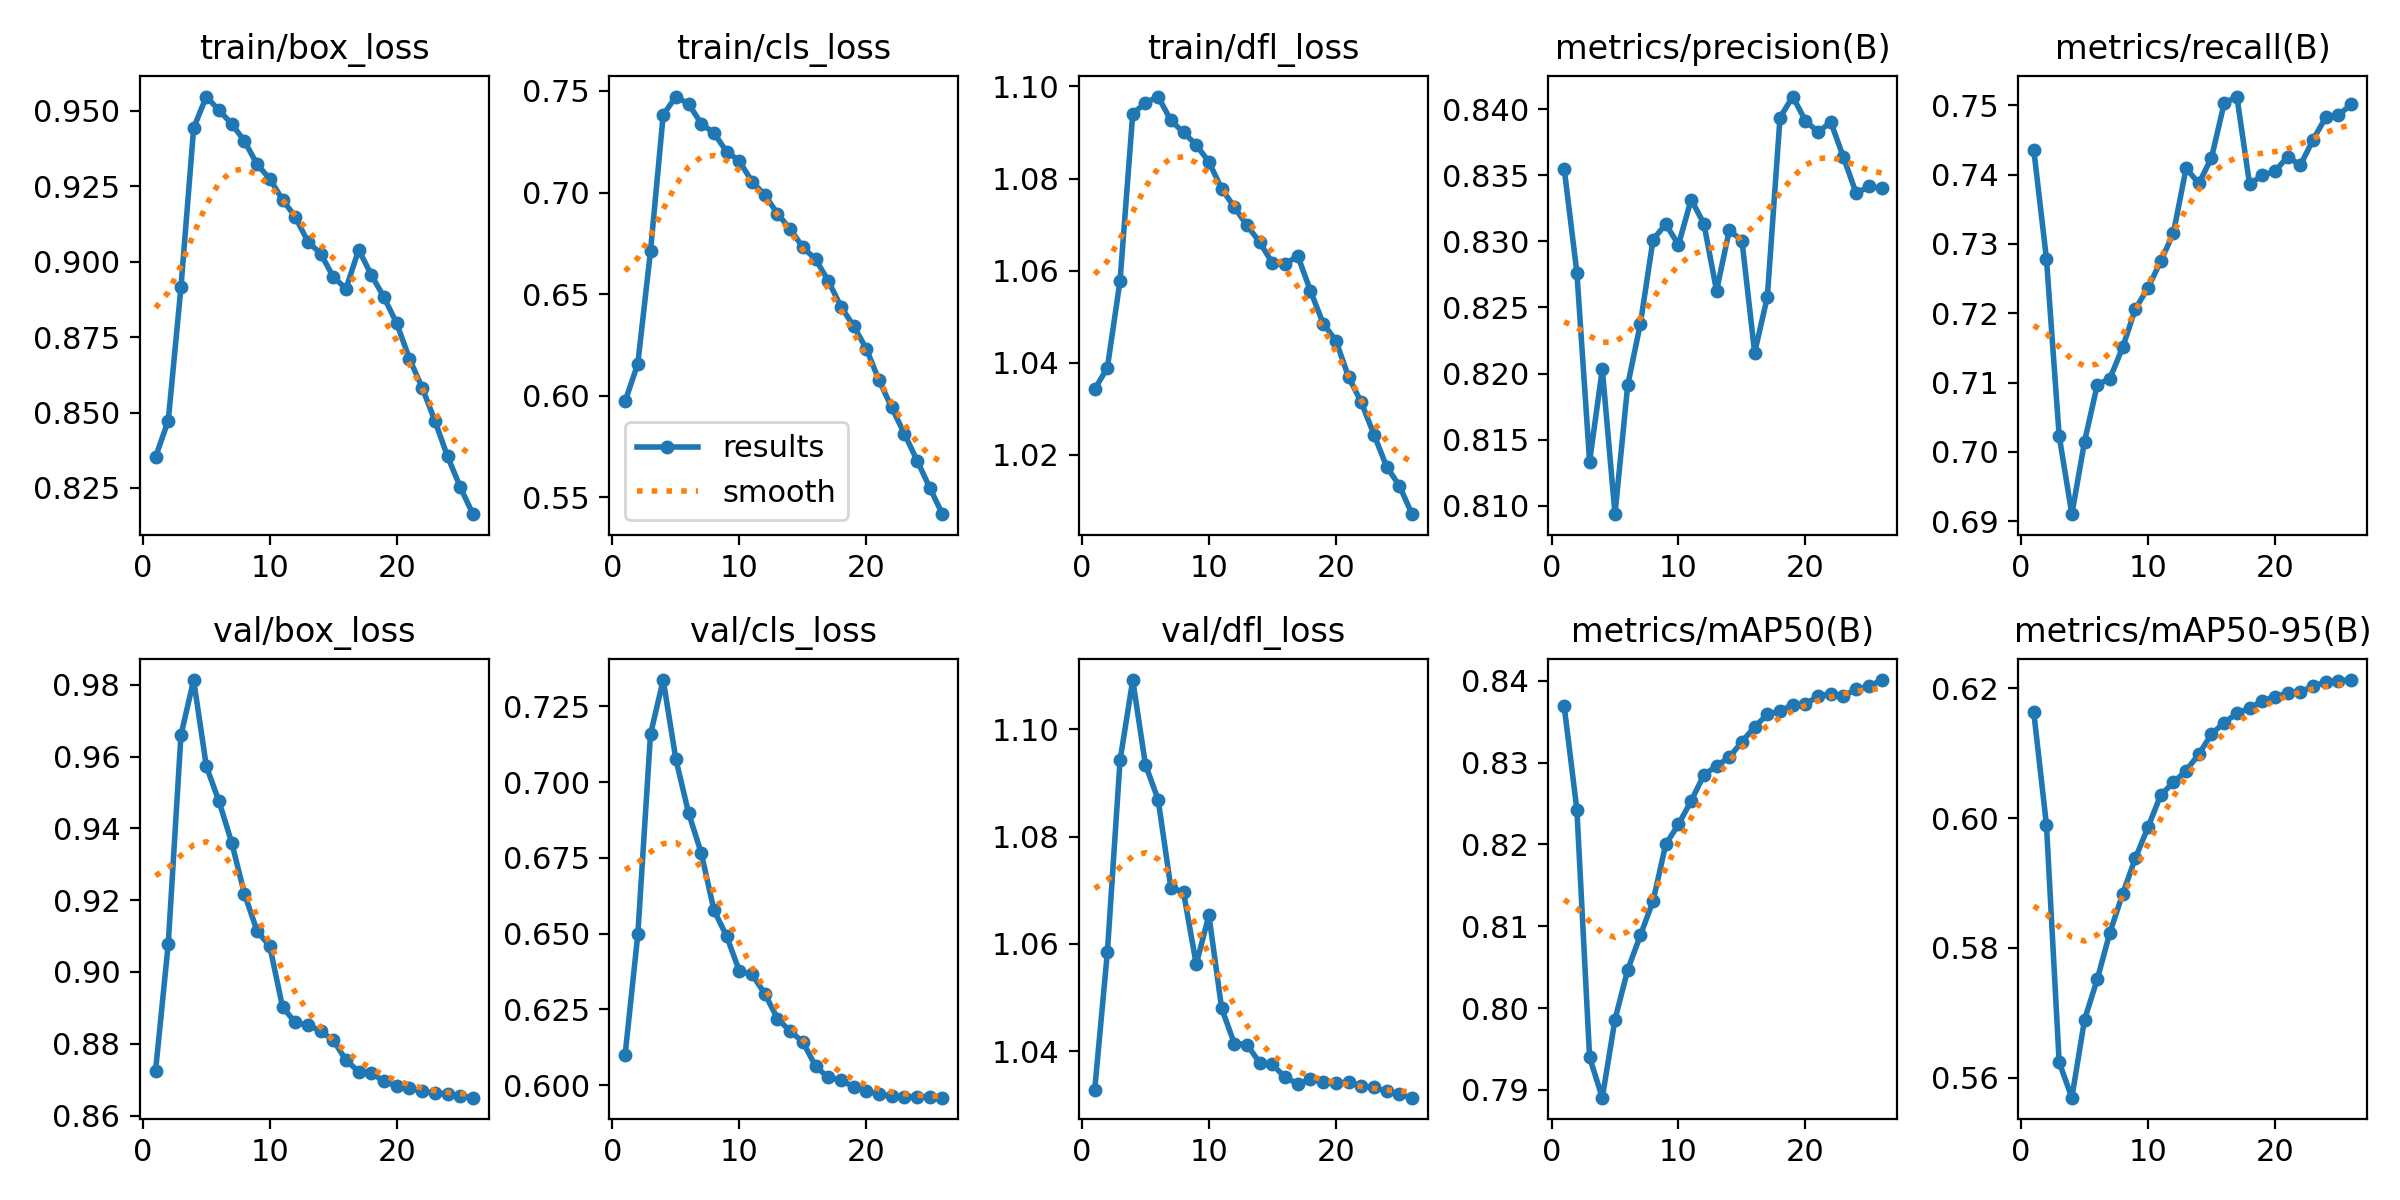 train/box_loss
train/cls_loss
train/dfl_loss
metrics/precision(B)
metrics/recall(B)
0.950
0.925
0.900
0.875
0.850
0.825
0 10 20
0.75
0.70
0.65
0.60
0.55
results
smooth
0 10 20
1.10
1.08
1.06
1.04
1.02
0 10 20
0.840
0.835
0.830
0.825
0.820
0.815
0.810
0 10 20
0.75
0.74
0.73
0.72
0.71
0.70
0.69
0 10 20
val/box_loss
val/cls_loss
val/dfl_loss
metrics/mAP50(B)
metrics/mAP50-95(B)
0.98
0.96
0.94
0.92
0.90
0.88
0.86
0 10 20
0.725
0.700
0.675
0.650
0.625
0.600
0 10 20
1.10
1.08
1.06
1.04
0 10 20
0.84
0.83
0.82
0.81
0.80
0.79
0 10 20
0.62
0.60
0.58
0.56
0 10 20